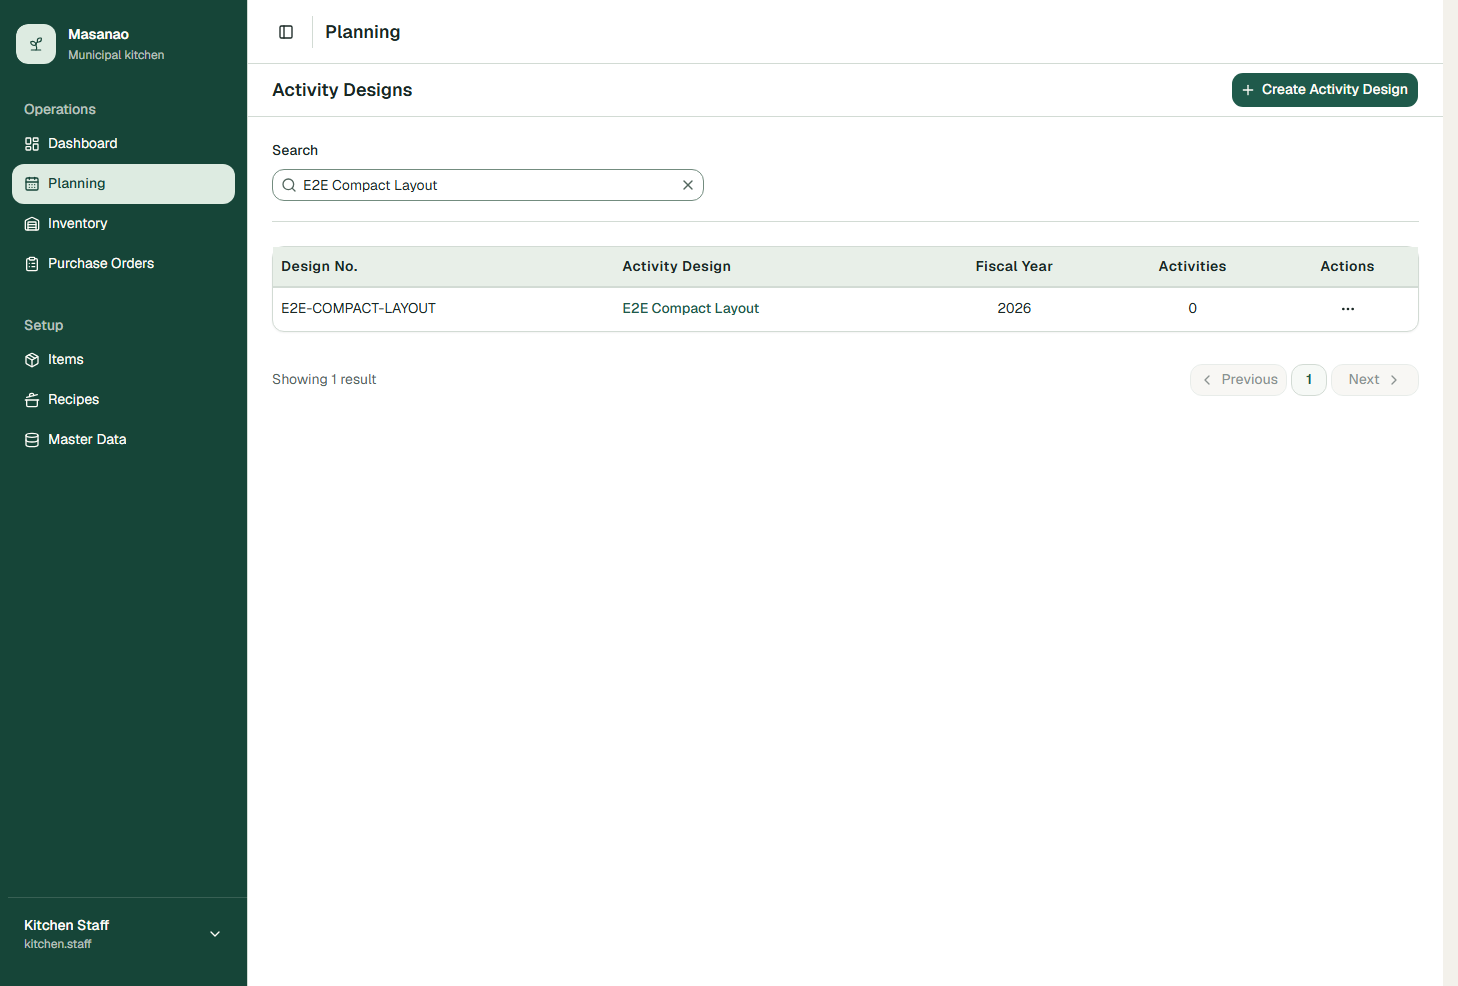 Masanao
Municipal kitchen
Operations
Dashboard
Planning
Inventory
Purchase Orders
Setup
Items
Recipes
Master Data
Kitchen Staff
kitchen.staff
Planning
Activity Designs
Create Activity Design
Search
E2E Compact Layout
Design No. Activity Design Fiscal Year Activities Actions
E2E-COMPACT-LAYOUT E2E Compact Layout 2026 0 ...
Showing 1 result
Previous 1 Next